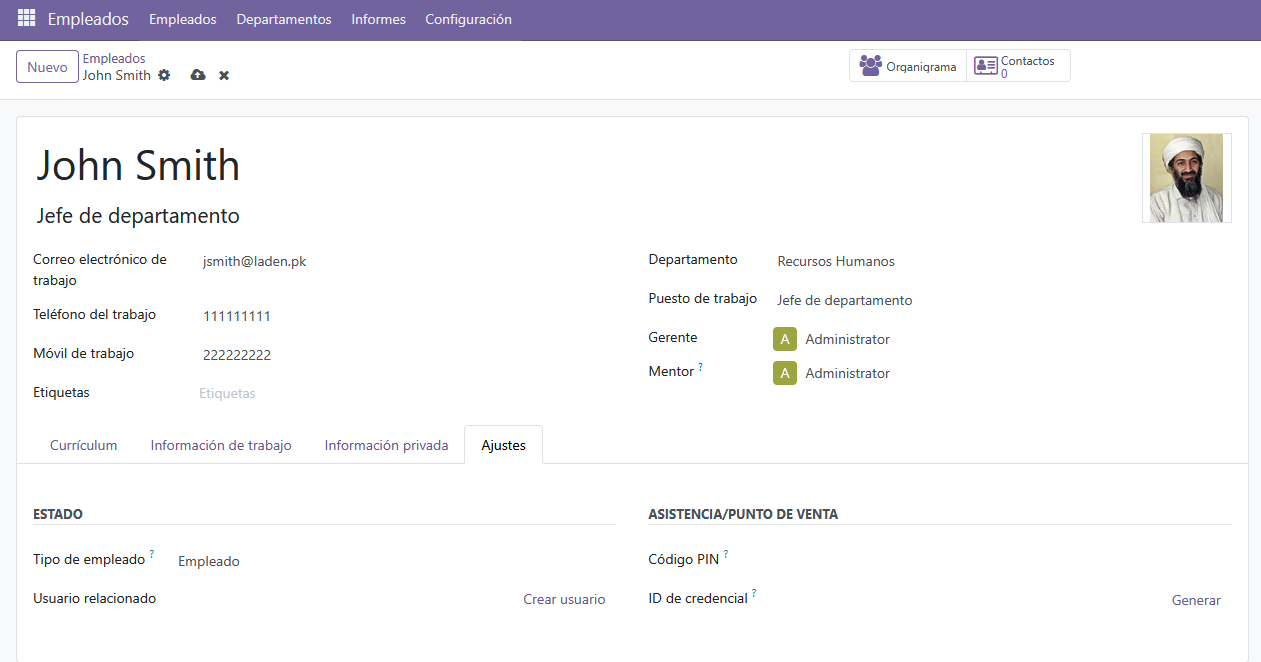 Empleados Empleados Departamentos Informes Configuración
Nuevo
Empleados
John Smith
Organigrama
Contactos
0
John Smith
Jefe de departamento
Correo electrónico de
trabajo
jsmith@laden.pk
Teléfono del trabajo 111111111
Móvil de trabajo 222222222
Etiquetas Etiquetas
Departamento Recursos Humanos
Puesto de trabajo Jefe de departamento
Gerente A Administrator
Mentor ? A Administrator
Currículum Información de trabajo Información privada Ajustes
ESTADO
Tipo de empleado ? Empleado
Usuario relacionado Crear usuario
ASISTENCIA/PUNTO DE VENTA
Código PIN ?
ID de credencial ? Generar